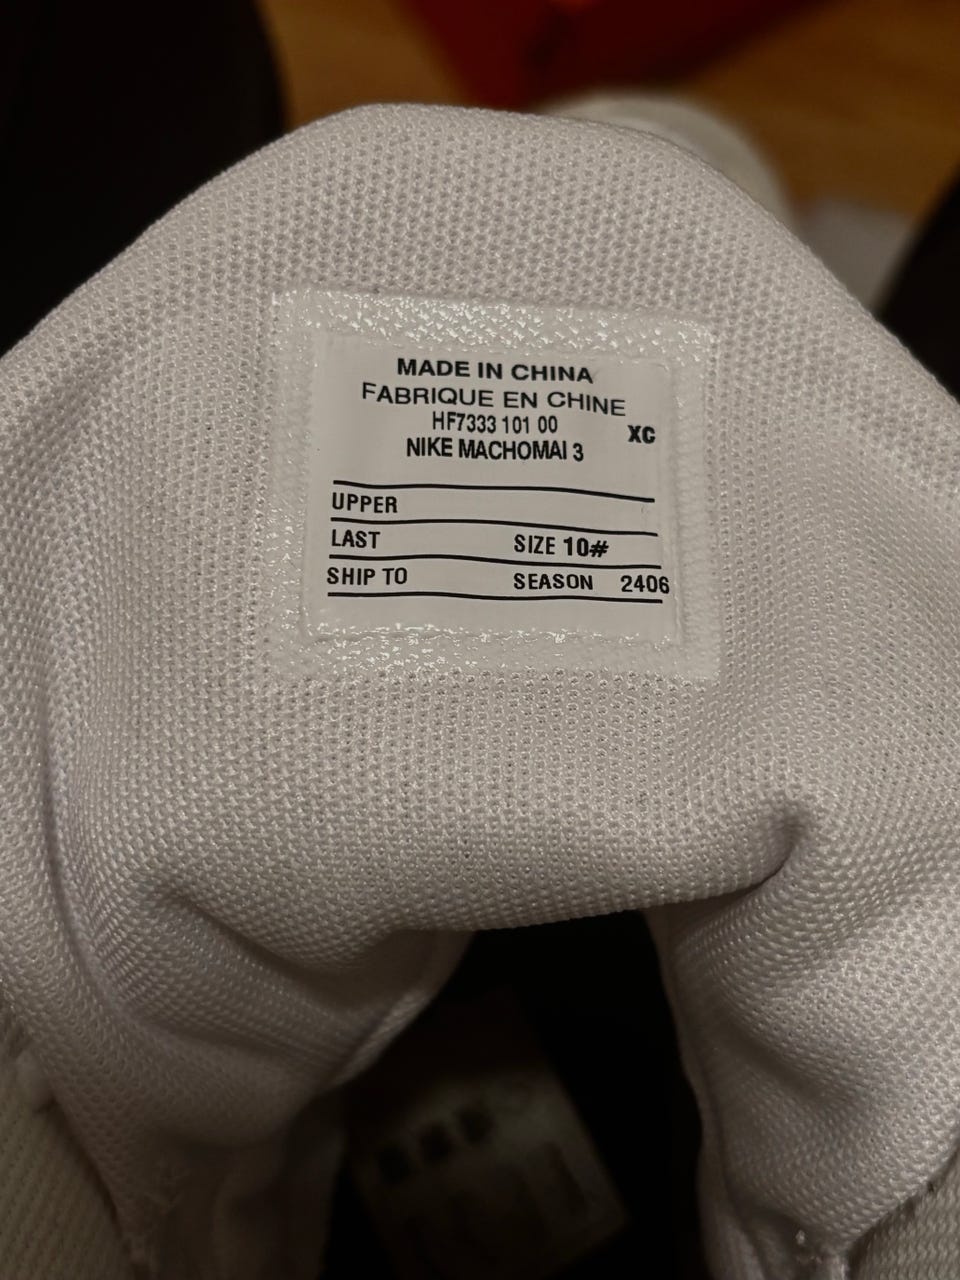 MADE IN CHINA
FABRIQUE EN CHINE
HF7333 101 00
XC
NIKE MACHOMAI 3
UPPER
LAST SIZE 10#
SHIP TO SEASON 2406